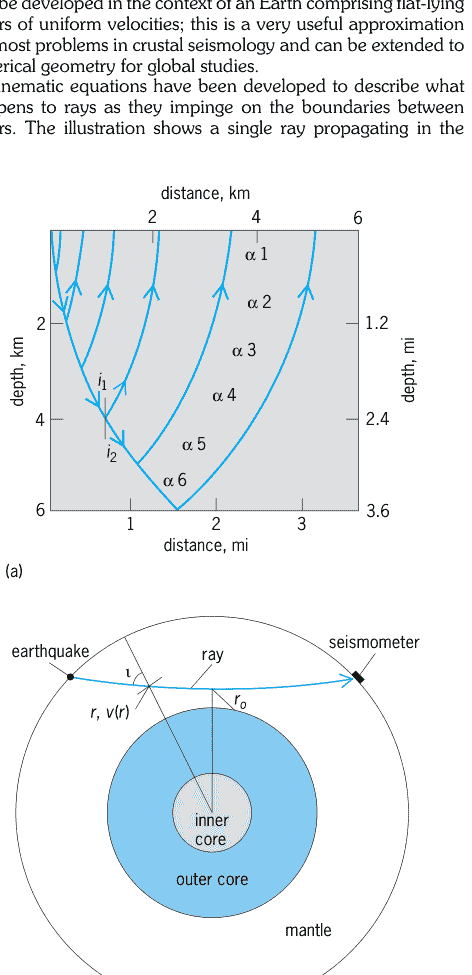 be developed in the context of an Earth comprising flat-lying
rs of uniform velocities; this is a very useful approximation
most problems in crustal seismology and can be extended to
erical geometry for global studies.
inematic equations have been developed to describe what
pens to rays as they impinge on the boundaries between
rs. The illustration shows a single ray propagating in the
distance, km
2 4 6
α 1
α 2
2 1.2
α 3
depth, km
depth, mi
i1
α 4
4 2.4
i2
α 5
α 6
6 3.6
1 2 3
distance, mi
(a)
earthquake
seismometer
ray
ι
r, v(r)
ro
inner
core
outer core
mantle